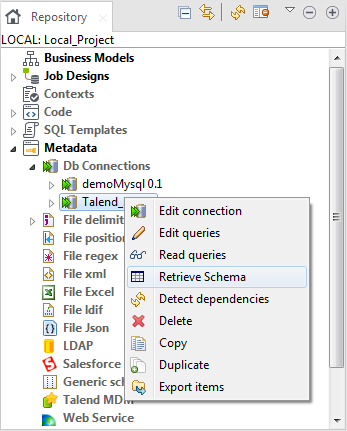 Repository
LOCAL: Local_Project
Business Models
Job Designs
Contexts
Code
SQL Templates
Metadata
Db Connections
demoMysql 0.1
Talend_
File delimit
File position
File regex
File xml
File Excel
File ldif
File Json
LDAP
Salesforce
Generic sch
Talend MDM
Web Service
Edit connection
Edit queries
Read queries
Retrieve Schema
Detect dependencies
Delete
Copy
Duplicate
Export items